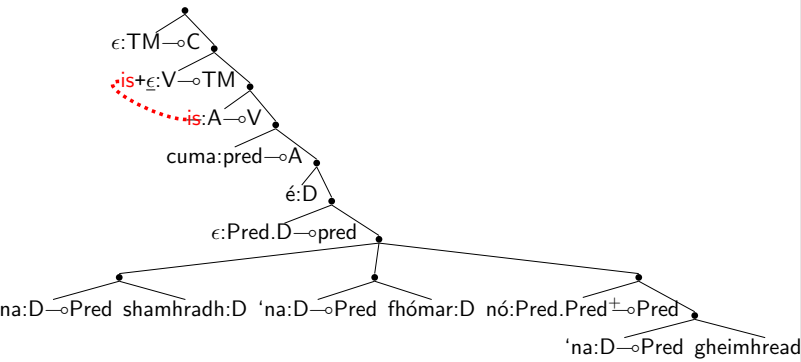 ϵ:TM⊸C
is+ϵ:V⊸TM
is:A⊸V
cuma:pred⊸A
é:D
ϵ:Pred.D⊸pred
na:D⊸Pred shamhradh:D ‘na:D⊸Pred fhómar:D nó:Pred.Pred⁺⊸Pred
‘na:D⊸Pred gheimhread